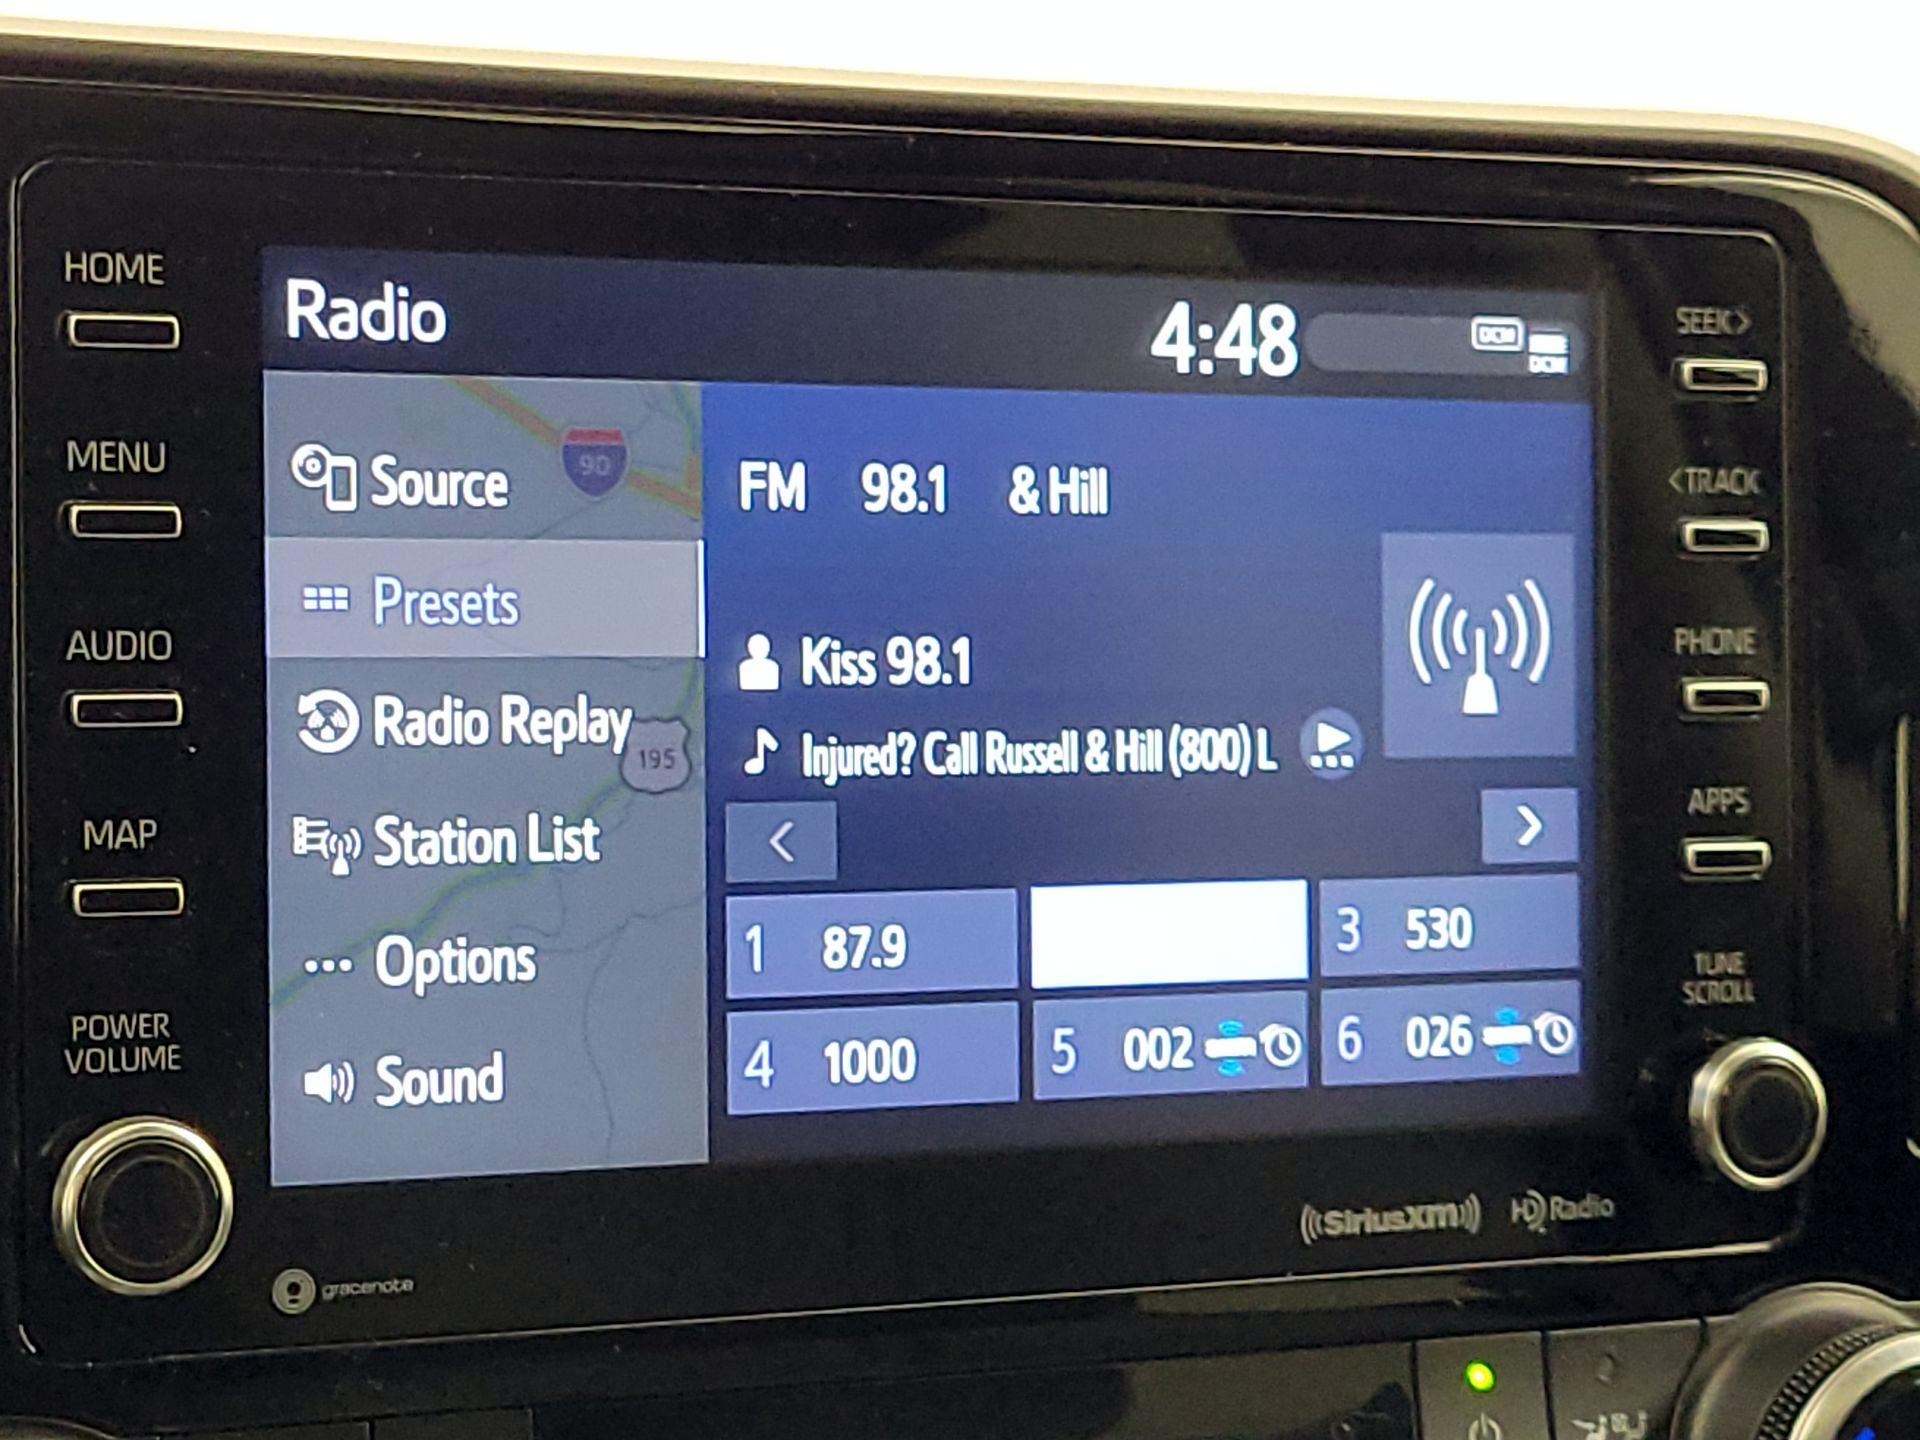 HOME
MENU
AUDIO
MAP
POWER
VOLUME
Radio
4:48
DCM
DCM
90
Source
Presets
Radio Replay
195
Station List
Options
Sound
FM 98.1 & Hill
Kiss 98.1
Injured? Call Russell & Hill (800) L
<
>
1 87.9
3 530
4 1000
5 002
6 026
SEEK>
<TRACK
PHONE
APPS
TUNE
SCROLL
gracenote
SiriusXM
HD Radio